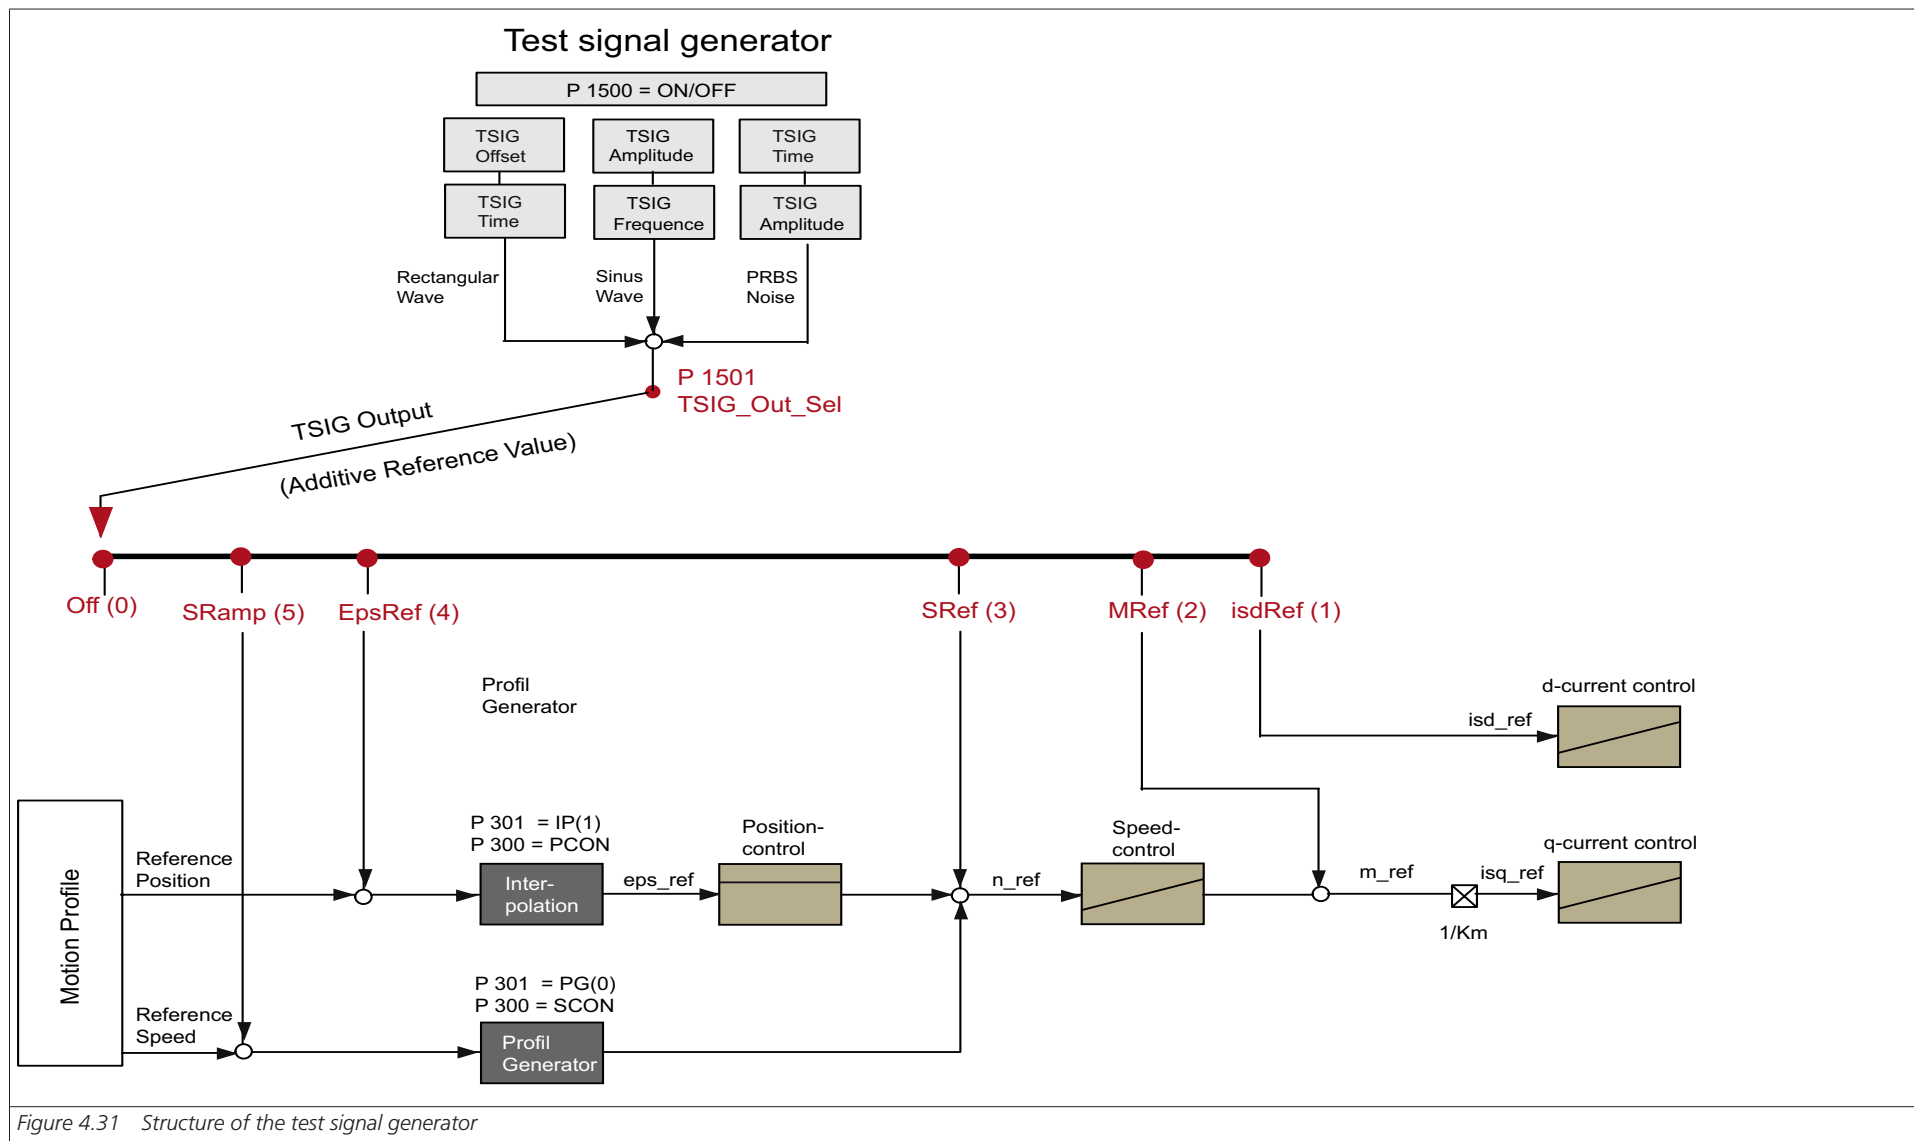 Test signal generator
P 1500 = ON/OFF
TSIG
Offset
TSIG
Amplitude
TSIG
Time
TSIG
Time
TSIG
Frequence
TSIG
Amplitude
Rectangular
Wave
Sinus
Wave
PRBS
Noise
P 1501
TSIG_Out_Sel
TSIG Output
(Additive Reference Value)
Off (0)
SRamp (5)
EpsRef (4)
SRef (3)
MRef (2)
isdRef (1)
Profil
Generator
d-current control
isd_ref
Motion Profile
Reference
Position
P 301 = IP(1)
P 300 = PCON
Inter-
polation
eps_ref
Position-
control
n_ref
Speed-
control
m_ref
1/Km
isq_ref
q-current control
Reference
Speed
P 301 = PG(0)
P 300 = SCON
Profil
Generator
Figure 4.31 Structure of the test signal generator